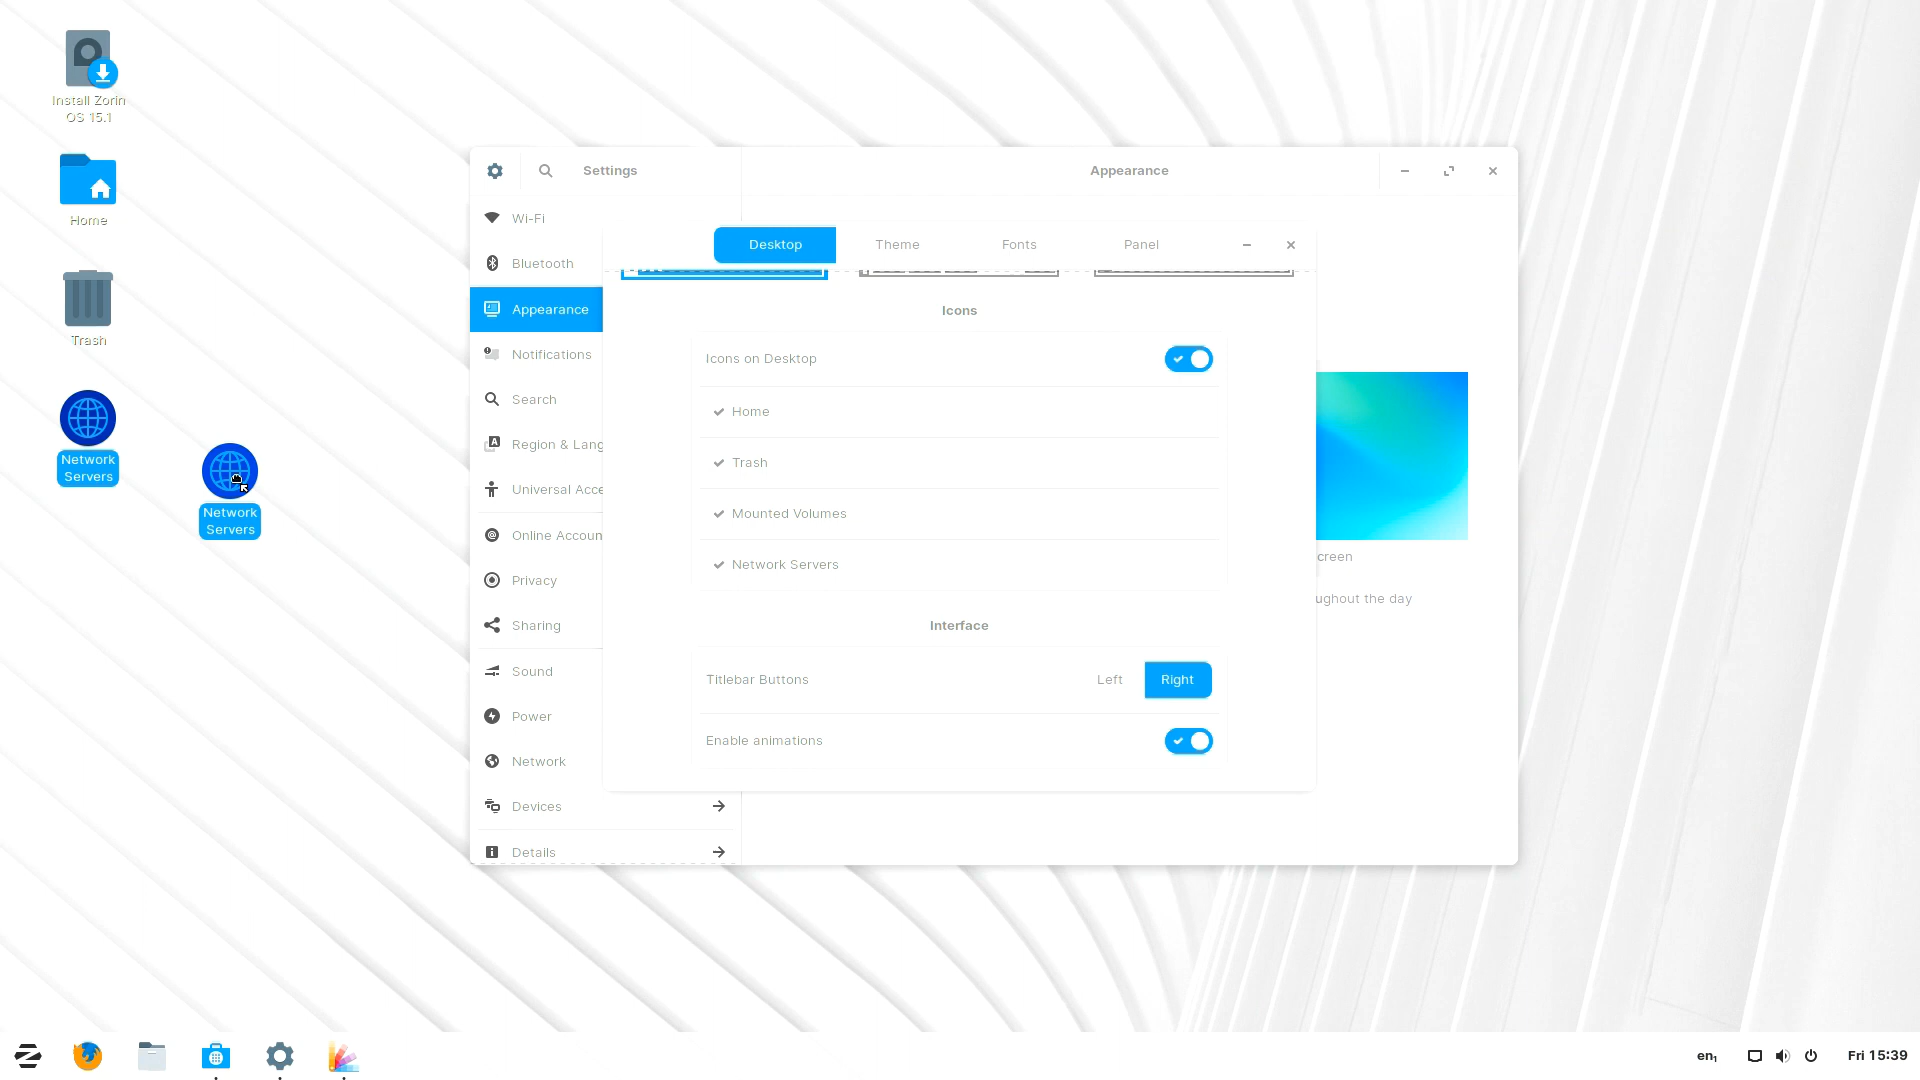 Install Zorin
OS 15.1
Home
Trash
Network
Servers
Network
Servers
Settings
Appearance
Wi-Fi
Bluetooth
Appearance
Notifications
Search
Region & Lang
Universal Acce
Online Accoun
Privacy
Sharing
Sound
Power
Network
Devices
Details
Desktop
Theme
Fonts
Panel
Icons
Icons on Desktop
Home
Trash
Mounted Volumes
Network Servers
Interface
Titlebar Buttons
Left
Right
Enable animations
creen
ughout the day
en₁
Fri 15:39